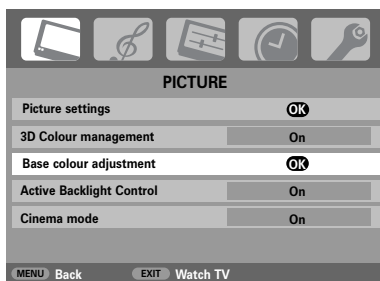 PICTURE
Picture settings OK
3D Colour management On
Base colour adjustment OK
Active Backlight Control On
Cinema mode On
MENU Back EXIT Watch TV